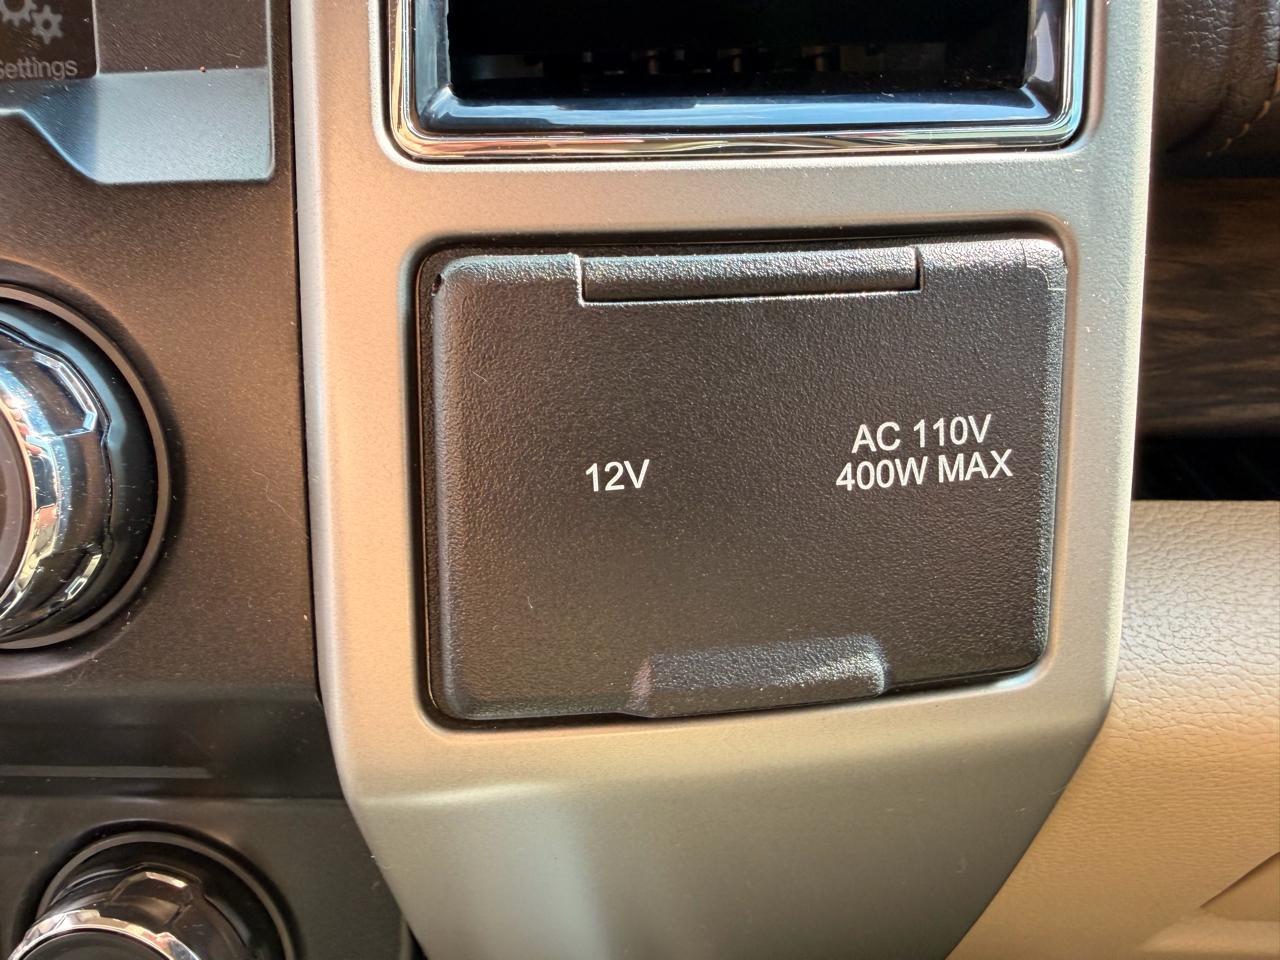 Settings
12V
AC 110V
400W MAX